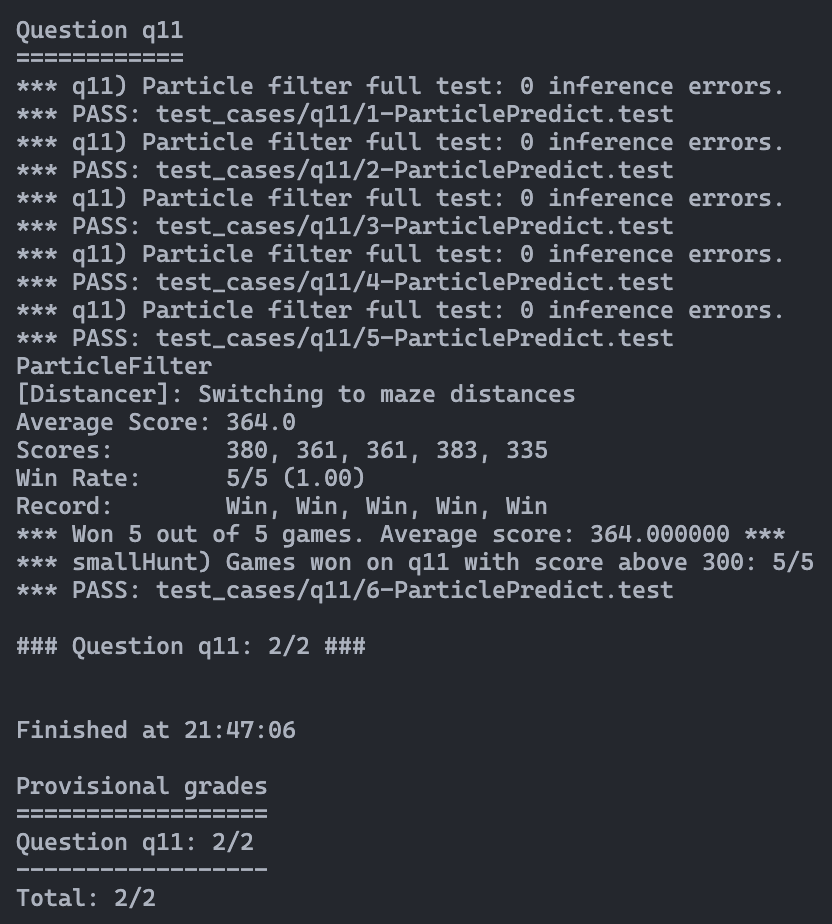 Question q11
============
*** q11) Particle filter full test: 0 inference errors.
*** PASS: test_cases/q11/1-ParticlePredict.test
*** q11) Particle filter full test: 0 inference errors.
*** PASS: test_cases/q11/2-ParticlePredict.test
*** q11) Particle filter full test: 0 inference errors.
*** PASS: test_cases/q11/3-ParticlePredict.test
*** q11) Particle filter full test: 0 inference errors.
*** PASS: test_cases/q11/4-ParticlePredict.test
*** q11) Particle filter full test: 0 inference errors.
*** PASS: test_cases/q11/5-ParticlePredict.test
ParticleFilter
[Distancer]: Switching to maze distances
Average Score: 364.0
Scores:        380, 361, 361, 383, 335
Win Rate:      5/5 (1.00)
Record:        Win, Win, Win, Win, Win
*** Won 5 out of 5 games. Average score: 364.000000 ***
*** smallHunt) Games won on q11 with score above 300: 5/5
*** PASS: test_cases/q11/6-ParticlePredict.test
### Question q11: 2/2 ###
Finished at 21:47:06
Provisional grades
==================
Question q11: 2/2
------------------
Total: 2/2